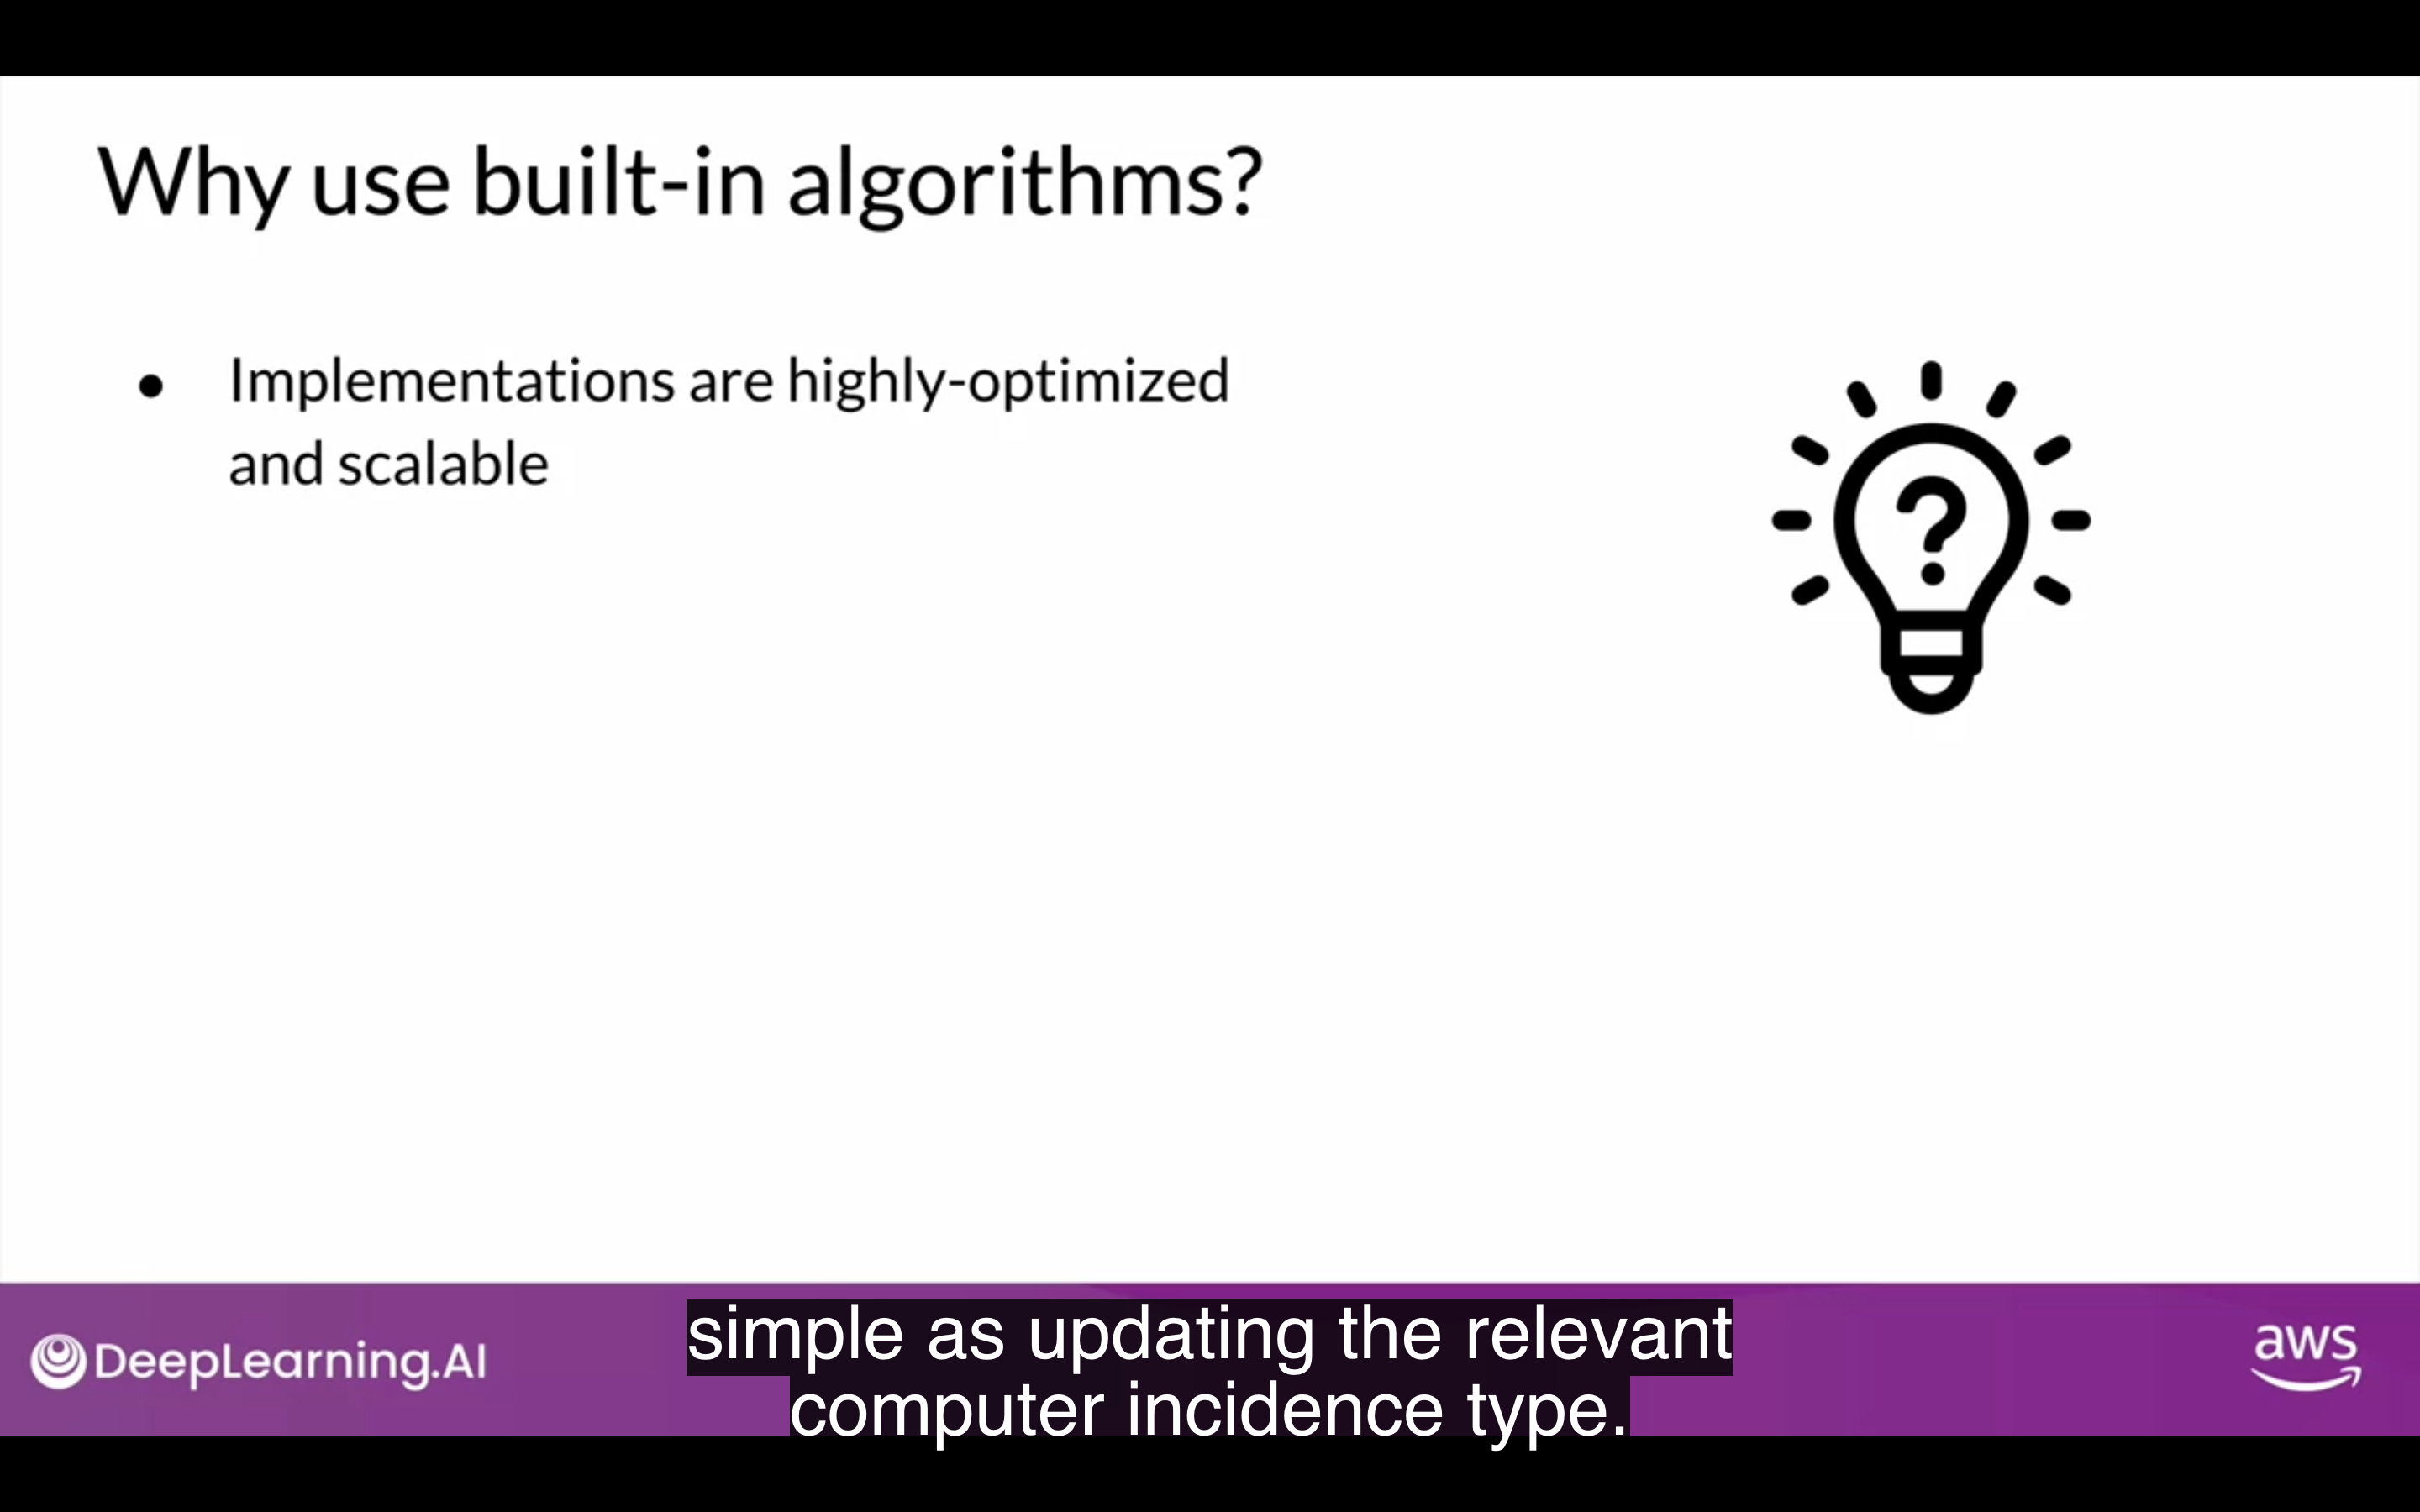 Why use built-in algorithms?
● Implementations are highly-optimized
and scalable
?
DeepLearning.AI
simple as updating the relevant
computer incidence type.
aws